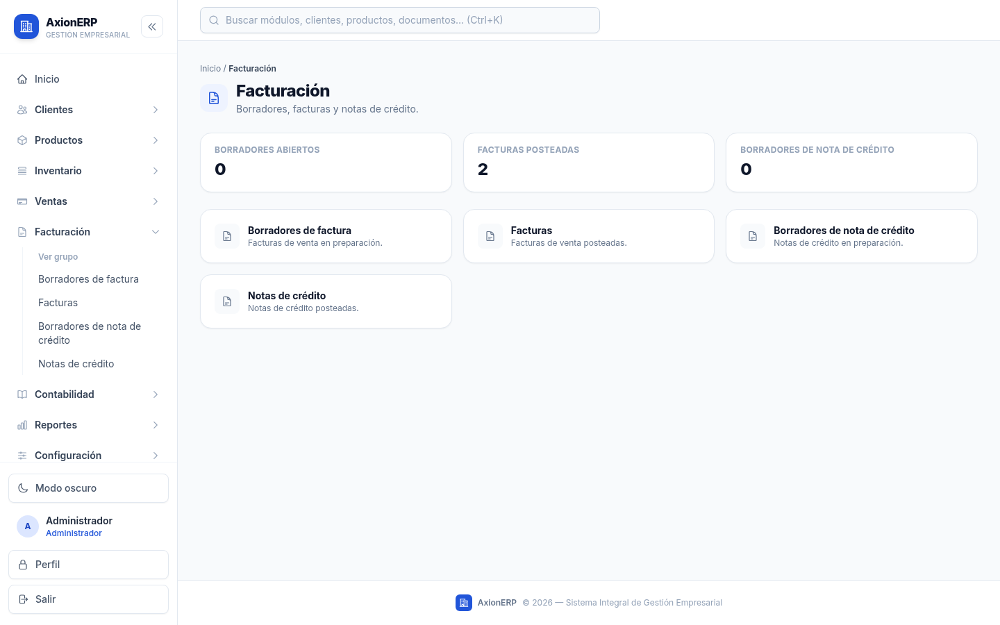 AxionERP
GESTIÓN EMPRESARIAL
Inicio
Clientes
Productos
Inventario
Ventas
Facturación
Ver grupo
Borradores de factura
Facturas
Borradores de nota de
crédito
Notas de crédito
Contabilidad
Reportes
Configuración
Modo oscuro
A
Administrador
Administrador
Perfil
Salir
Buscar módulos, clientes, productos, documentos... (Ctrl+K)
Inicio / Facturación
Facturación
Borradores, facturas y notas de crédito.
BORRADORES ABIERTOS
0
FACTURAS POSTEADAS
2
BORRADORES DE NOTA DE CRÉDITO
0
Borradores de factura
Facturas de venta en preparación.
Facturas
Facturas de venta posteadas.
Borradores de nota de crédito
Notas de crédito en preparación.
Notas de crédito
Notas de crédito posteadas.
AxionERP © 2026 — Sistema Integral de Gestión Empresarial